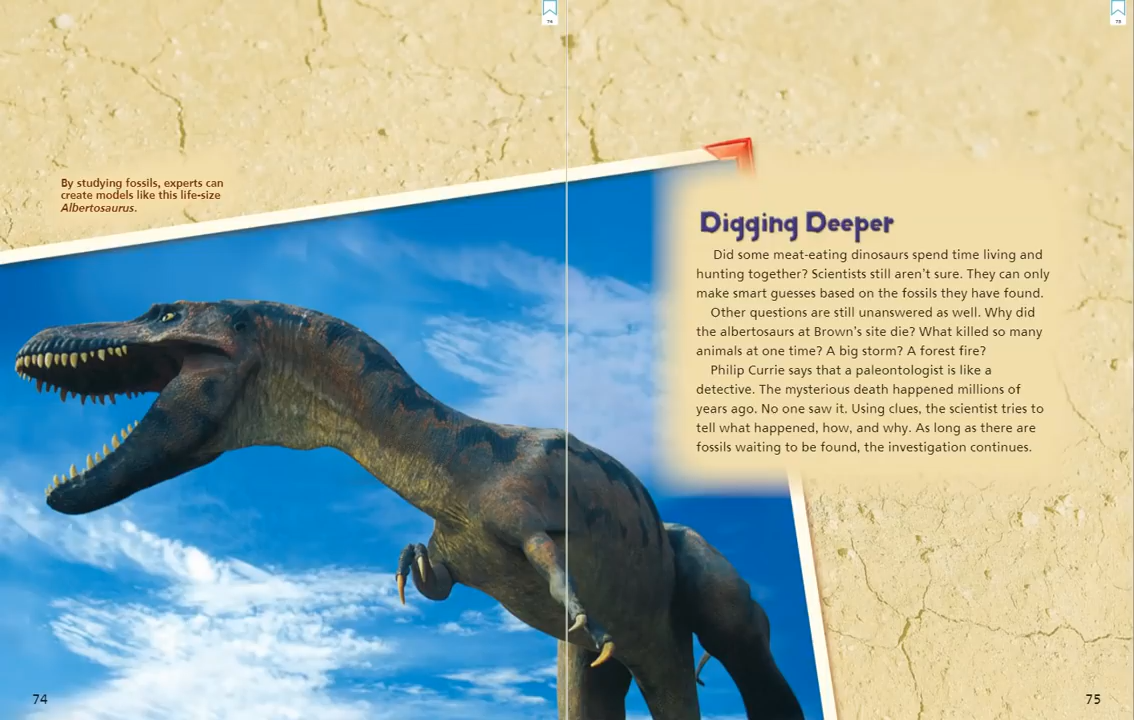 74
75
By studying fossils, experts can
create models like this life-size
Albertosaurus.
Digging Deeper
Did some meat-eating dinosaurs spend time living and
hunting together? Scientists still aren't sure. They can only
make smart guesses based on the fossils they have found.
Other questions are still unanswered as well. Why did
the albertosaurs at Brown's site die? What killed so many
animals at one time? A big storm? A forest fire?
Philip Currie says that a paleontologist is like a
detective. The mysterious death happened millions of
years ago. No one saw it. Using clues, the scientist tries to
tell what happened, how, and why. As long as there are
fossils waiting to be found, the investigation continues.
74
75